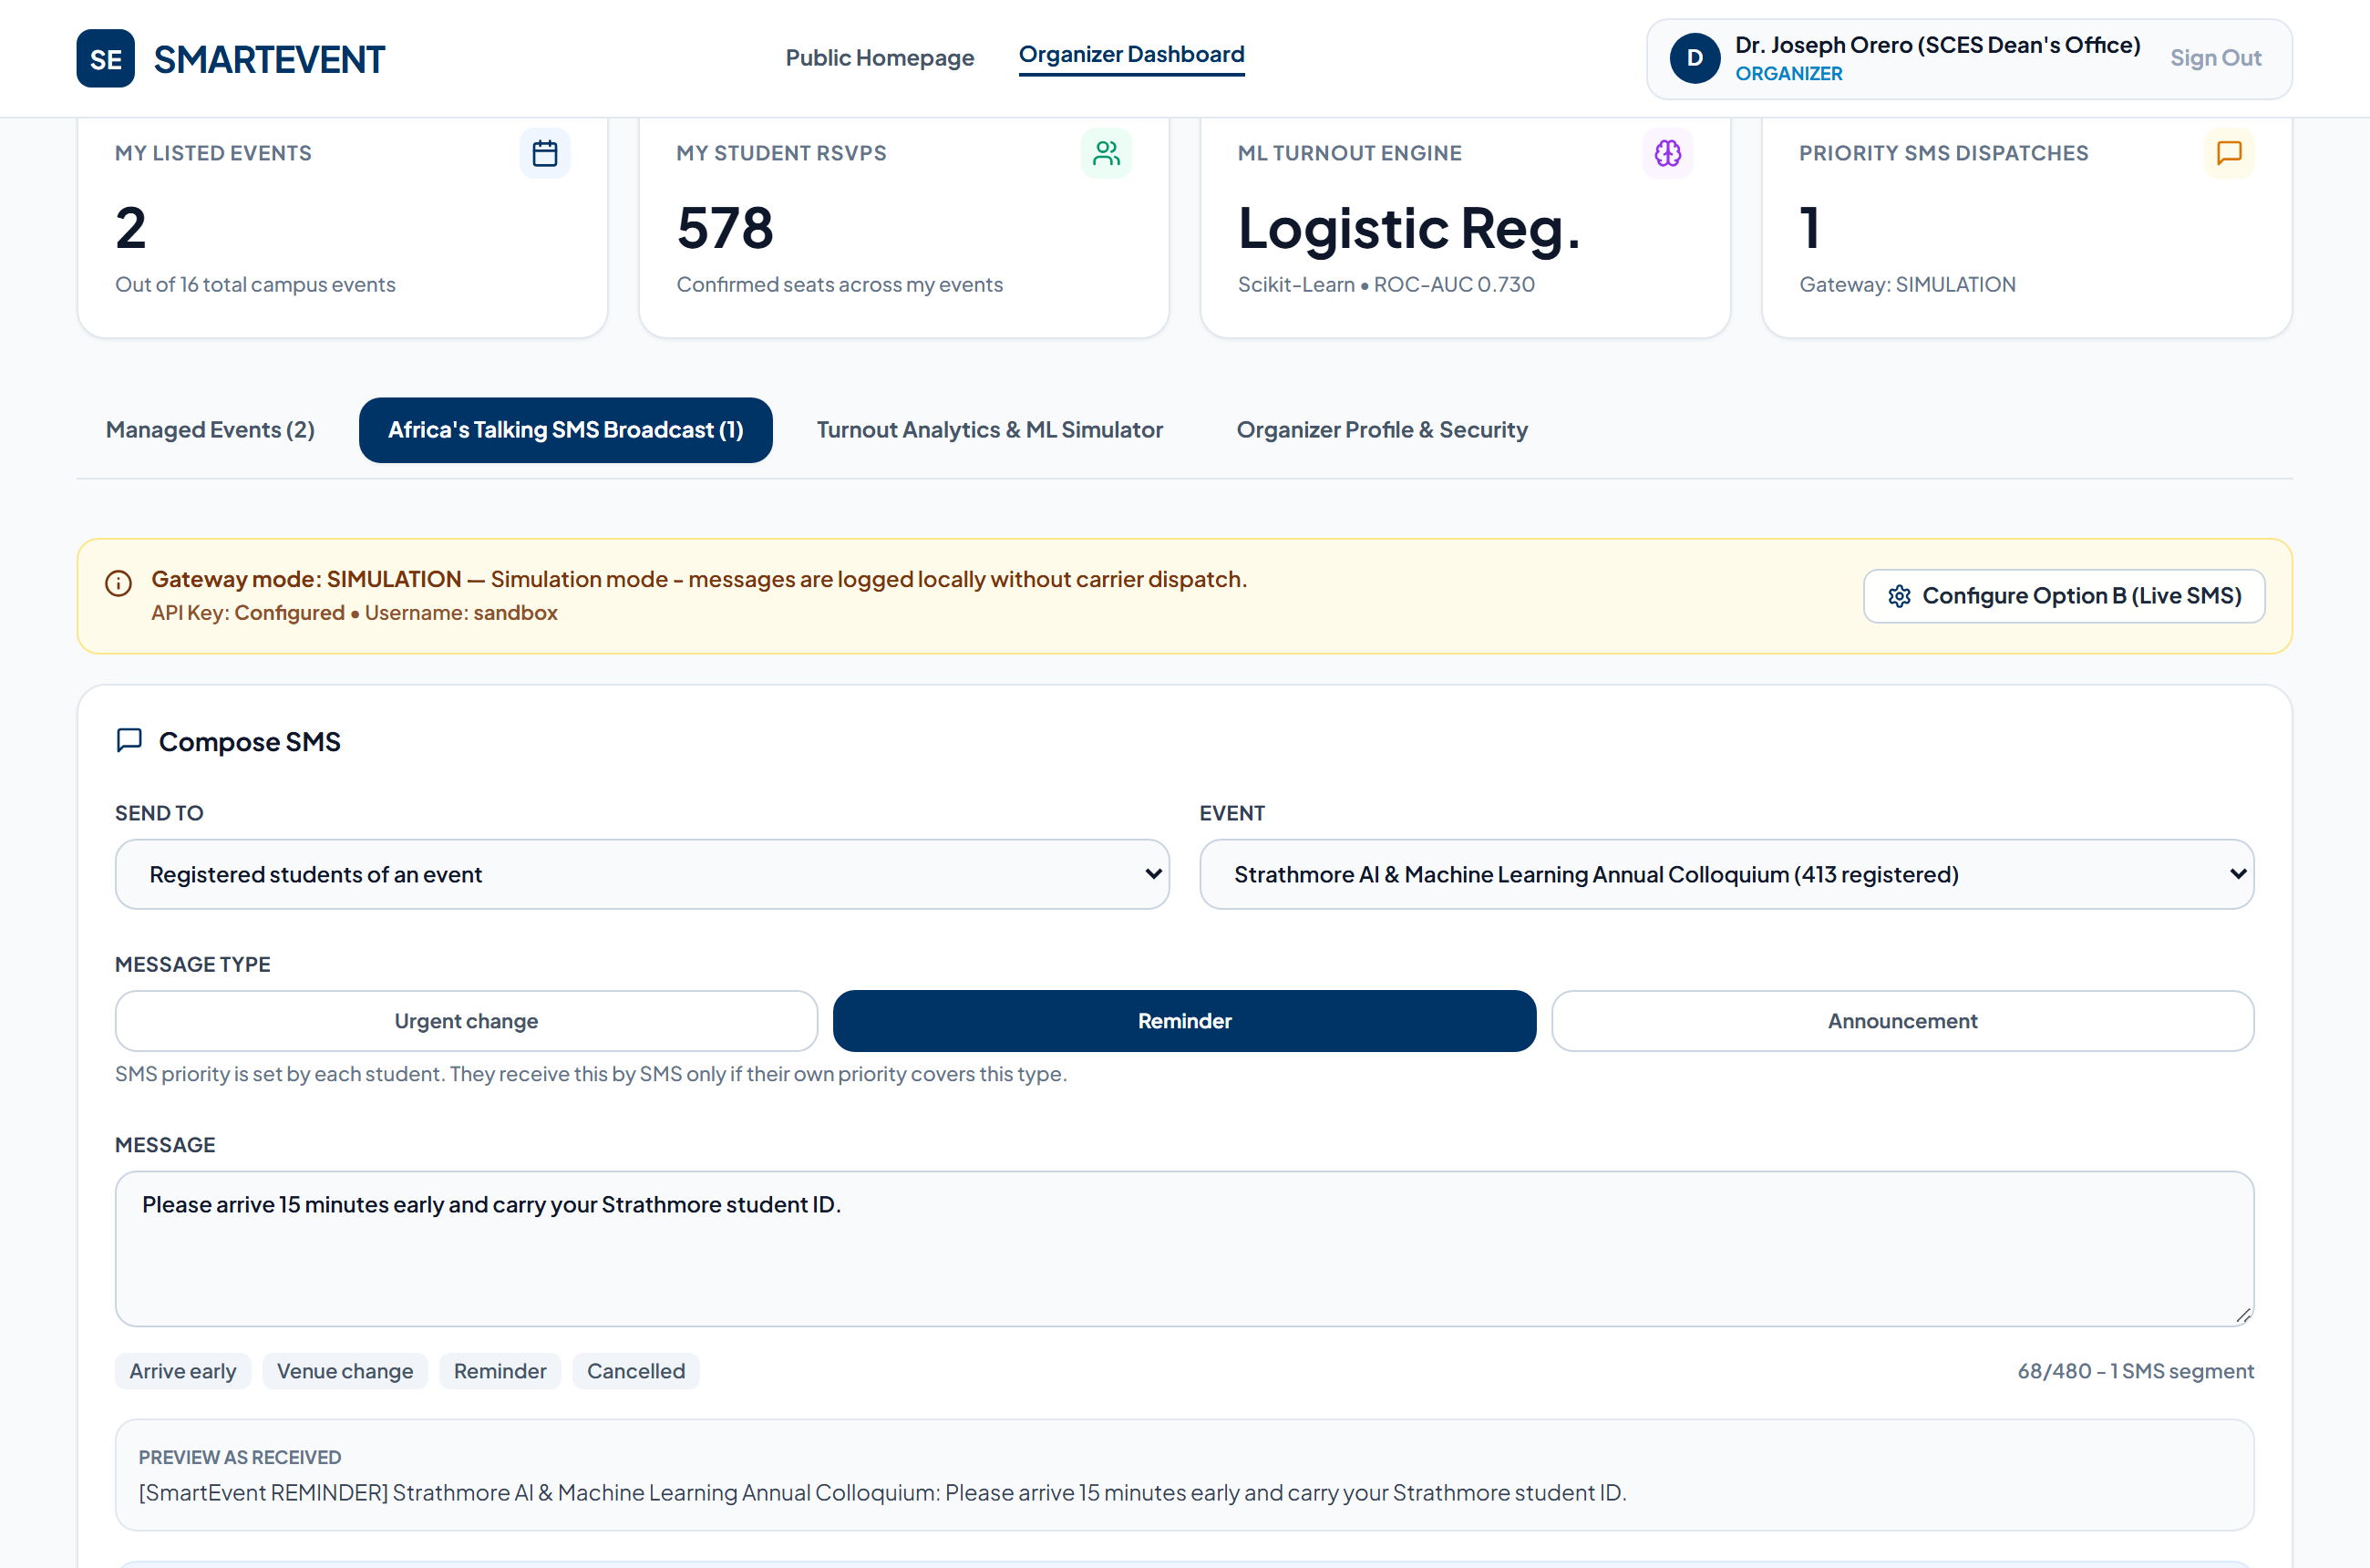 SE SMARTEVENT
Public Homepage
Organizer Dashboard
D
Dr. Joseph Orero (SCES Dean's Office)
ORGANIZER
Sign Out
MY LISTED EVENTS
2
Out of 16 total campus events
MY STUDENT RSVPS
578
Confirmed seats across my events
ML TURNOUT ENGINE
Logistic Reg.
Scikit-Learn • ROC-AUC 0.730
PRIORITY SMS DISPATCHES
1
Gateway: SIMULATION
Managed Events (2)
Africa's Talking SMS Broadcast (1)
Turnout Analytics & ML Simulator
Organizer Profile & Security
Gateway mode: SIMULATION — Simulation mode - messages are logged locally without carrier dispatch.
API Key: Configured • Username: sandbox
Configure Option B (Live SMS)
Compose SMS
SEND TO
Registered students of an event
EVENT
Strathmore AI & Machine Learning Annual Colloquium (413 registered)
MESSAGE TYPE
Urgent change
Reminder
Announcement
SMS priority is set by each student. They receive this by SMS only if their own priority covers this type.
MESSAGE
Please arrive 15 minutes early and carry your Strathmore student ID.
Arrive early
Venue change
Reminder
Cancelled
68/480 - 1 SMS segment
PREVIEW AS RECEIVED
[SmartEvent REMINDER] Strathmore AI & Machine Learning Annual Colloquium: Please arrive 15 minutes early and carry your Strathmore student ID.